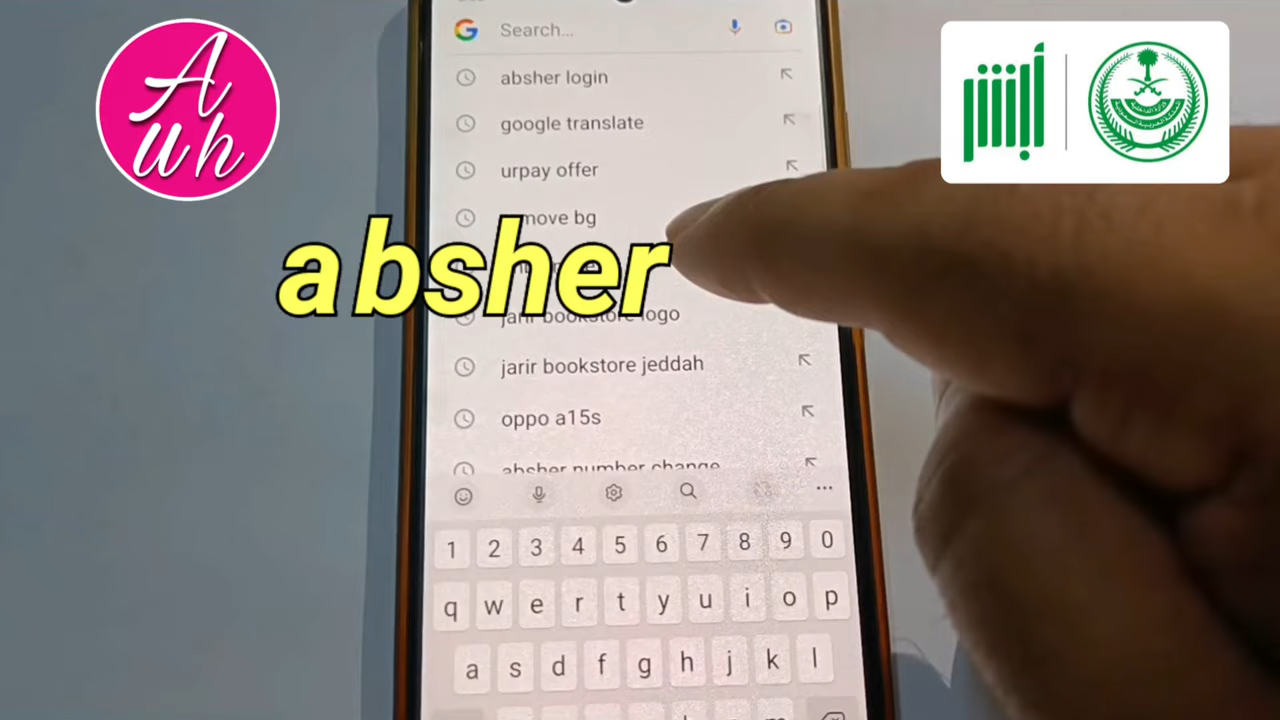 A
Uh
Search...
absher login
google translate
urpay offer
move bg
absher
jarir bookstore logo
jarir bookstore jeddah
oppo a15s
absher number change
1 2 3 4 5 6 7 8 9 0
q w e r t y u i o p
a s d f g h j k l
أبشر